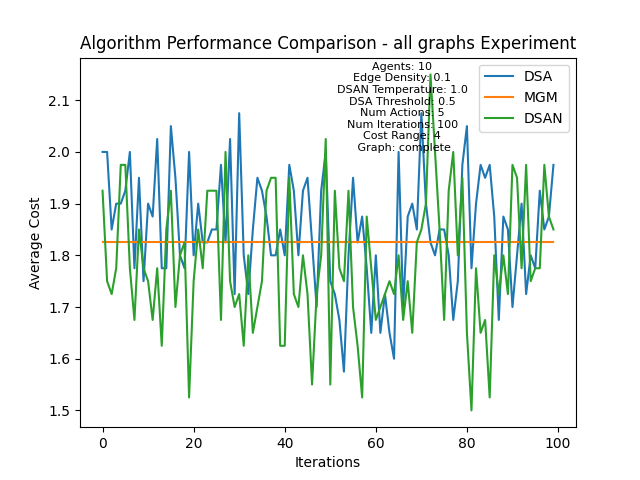 Algorithm Performance Comparison - all graphs Experiment
Agents: 10
Edge Density: 0.1
DSAN Temperature: 1.0
DSA Threshold: 0.5
Num Actions: 5
Num Iterations: 100
Cost Range: 4
Graph: complete
DSA
MGM
DSAN
Average Cost
2.1
2.0
1.9
1.8
1.7
1.6
1.5
0
20
40
60
80
100
Iterations